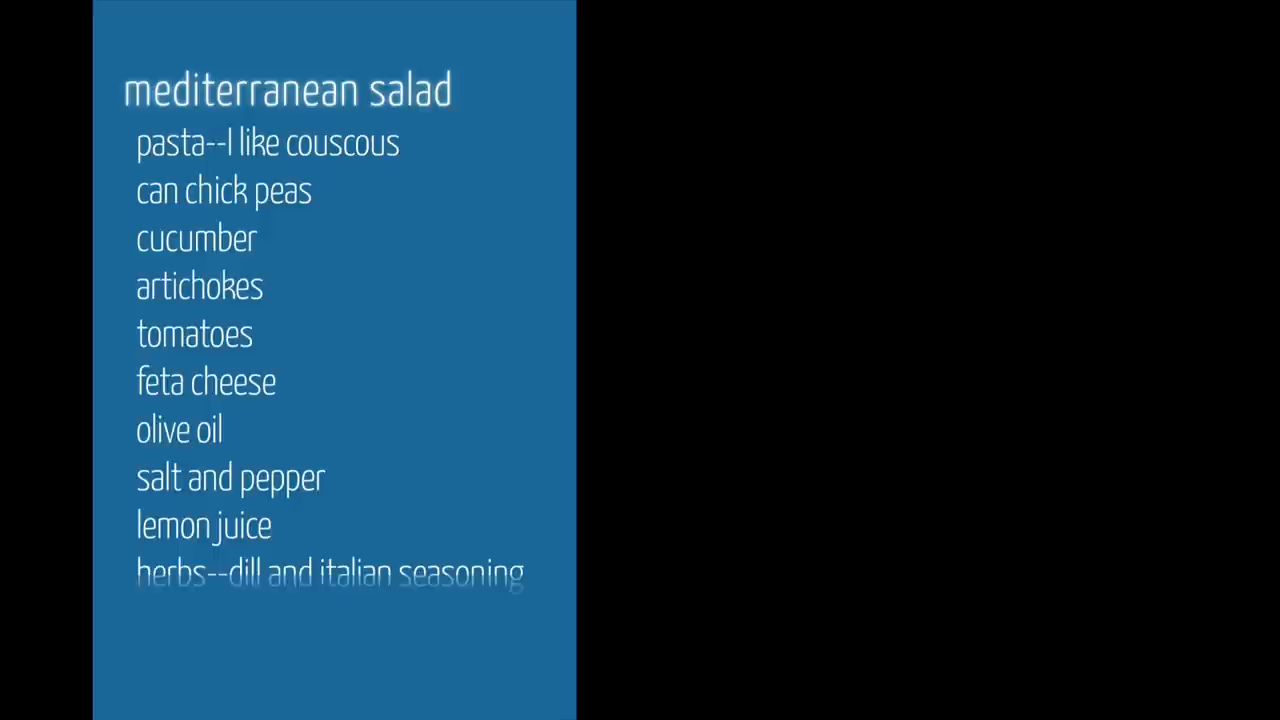 mediterranean salad
pasta--I like couscous
can chick peas
cucumber
artichokes
tomatoes
feta cheese
olive oil
salt and pepper
lemon juice
herbs--dill and italian seasoning